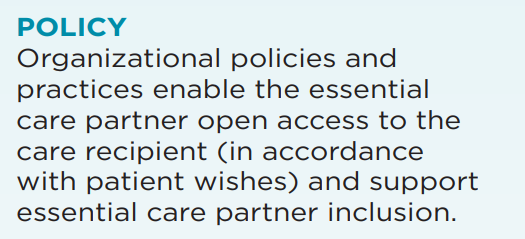 POLICY
Organizational policies and
practices enable the essential
care partner open access to the
care recipient (in accordance
with patient wishes) and support
essential care partner inclusion.